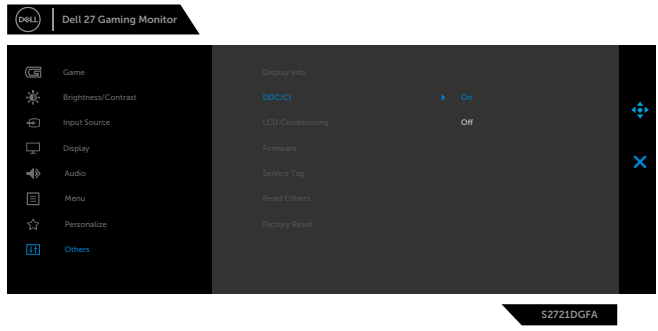 DELL
Dell 27 Gaming Monitor
Game
Display Info
Brightness/Contrast
DDC/CI
On
Input Source
LCD Conditioning
Off
Display
Firmware
Audio
Service Tag
Menu
Reset Others
Personalize
Factory Reset
Others
S2721DGFA